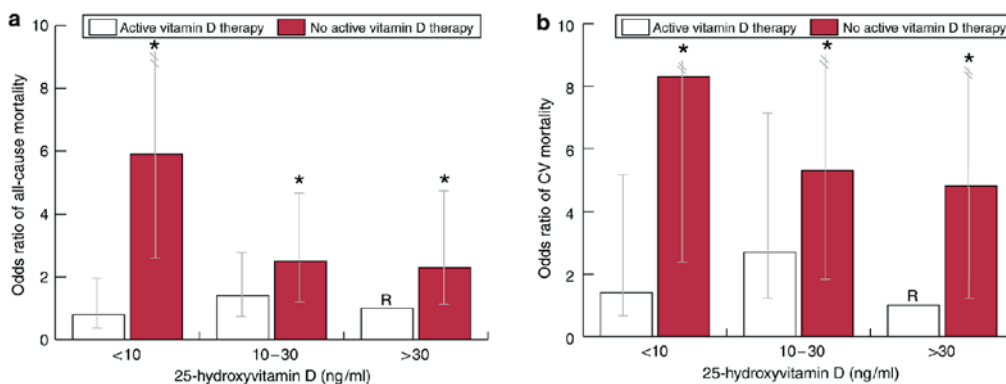 a
Active vitamin D therapy
No active vitamin D therapy
Odds ratio of all-cause mortality
10
8
6
4
2
0
*
*
*
R
<10
10–30
>30
25-hydroxyvitamin D (ng/ml)
b
Active vitamin D therapy
No active vitamin D therapy
Odds ratio of CV mortality
10
8
6
4
2
0
*
*
*
R
<10
10–30
>30
25-hydroxyvitamin D (ng/ml)